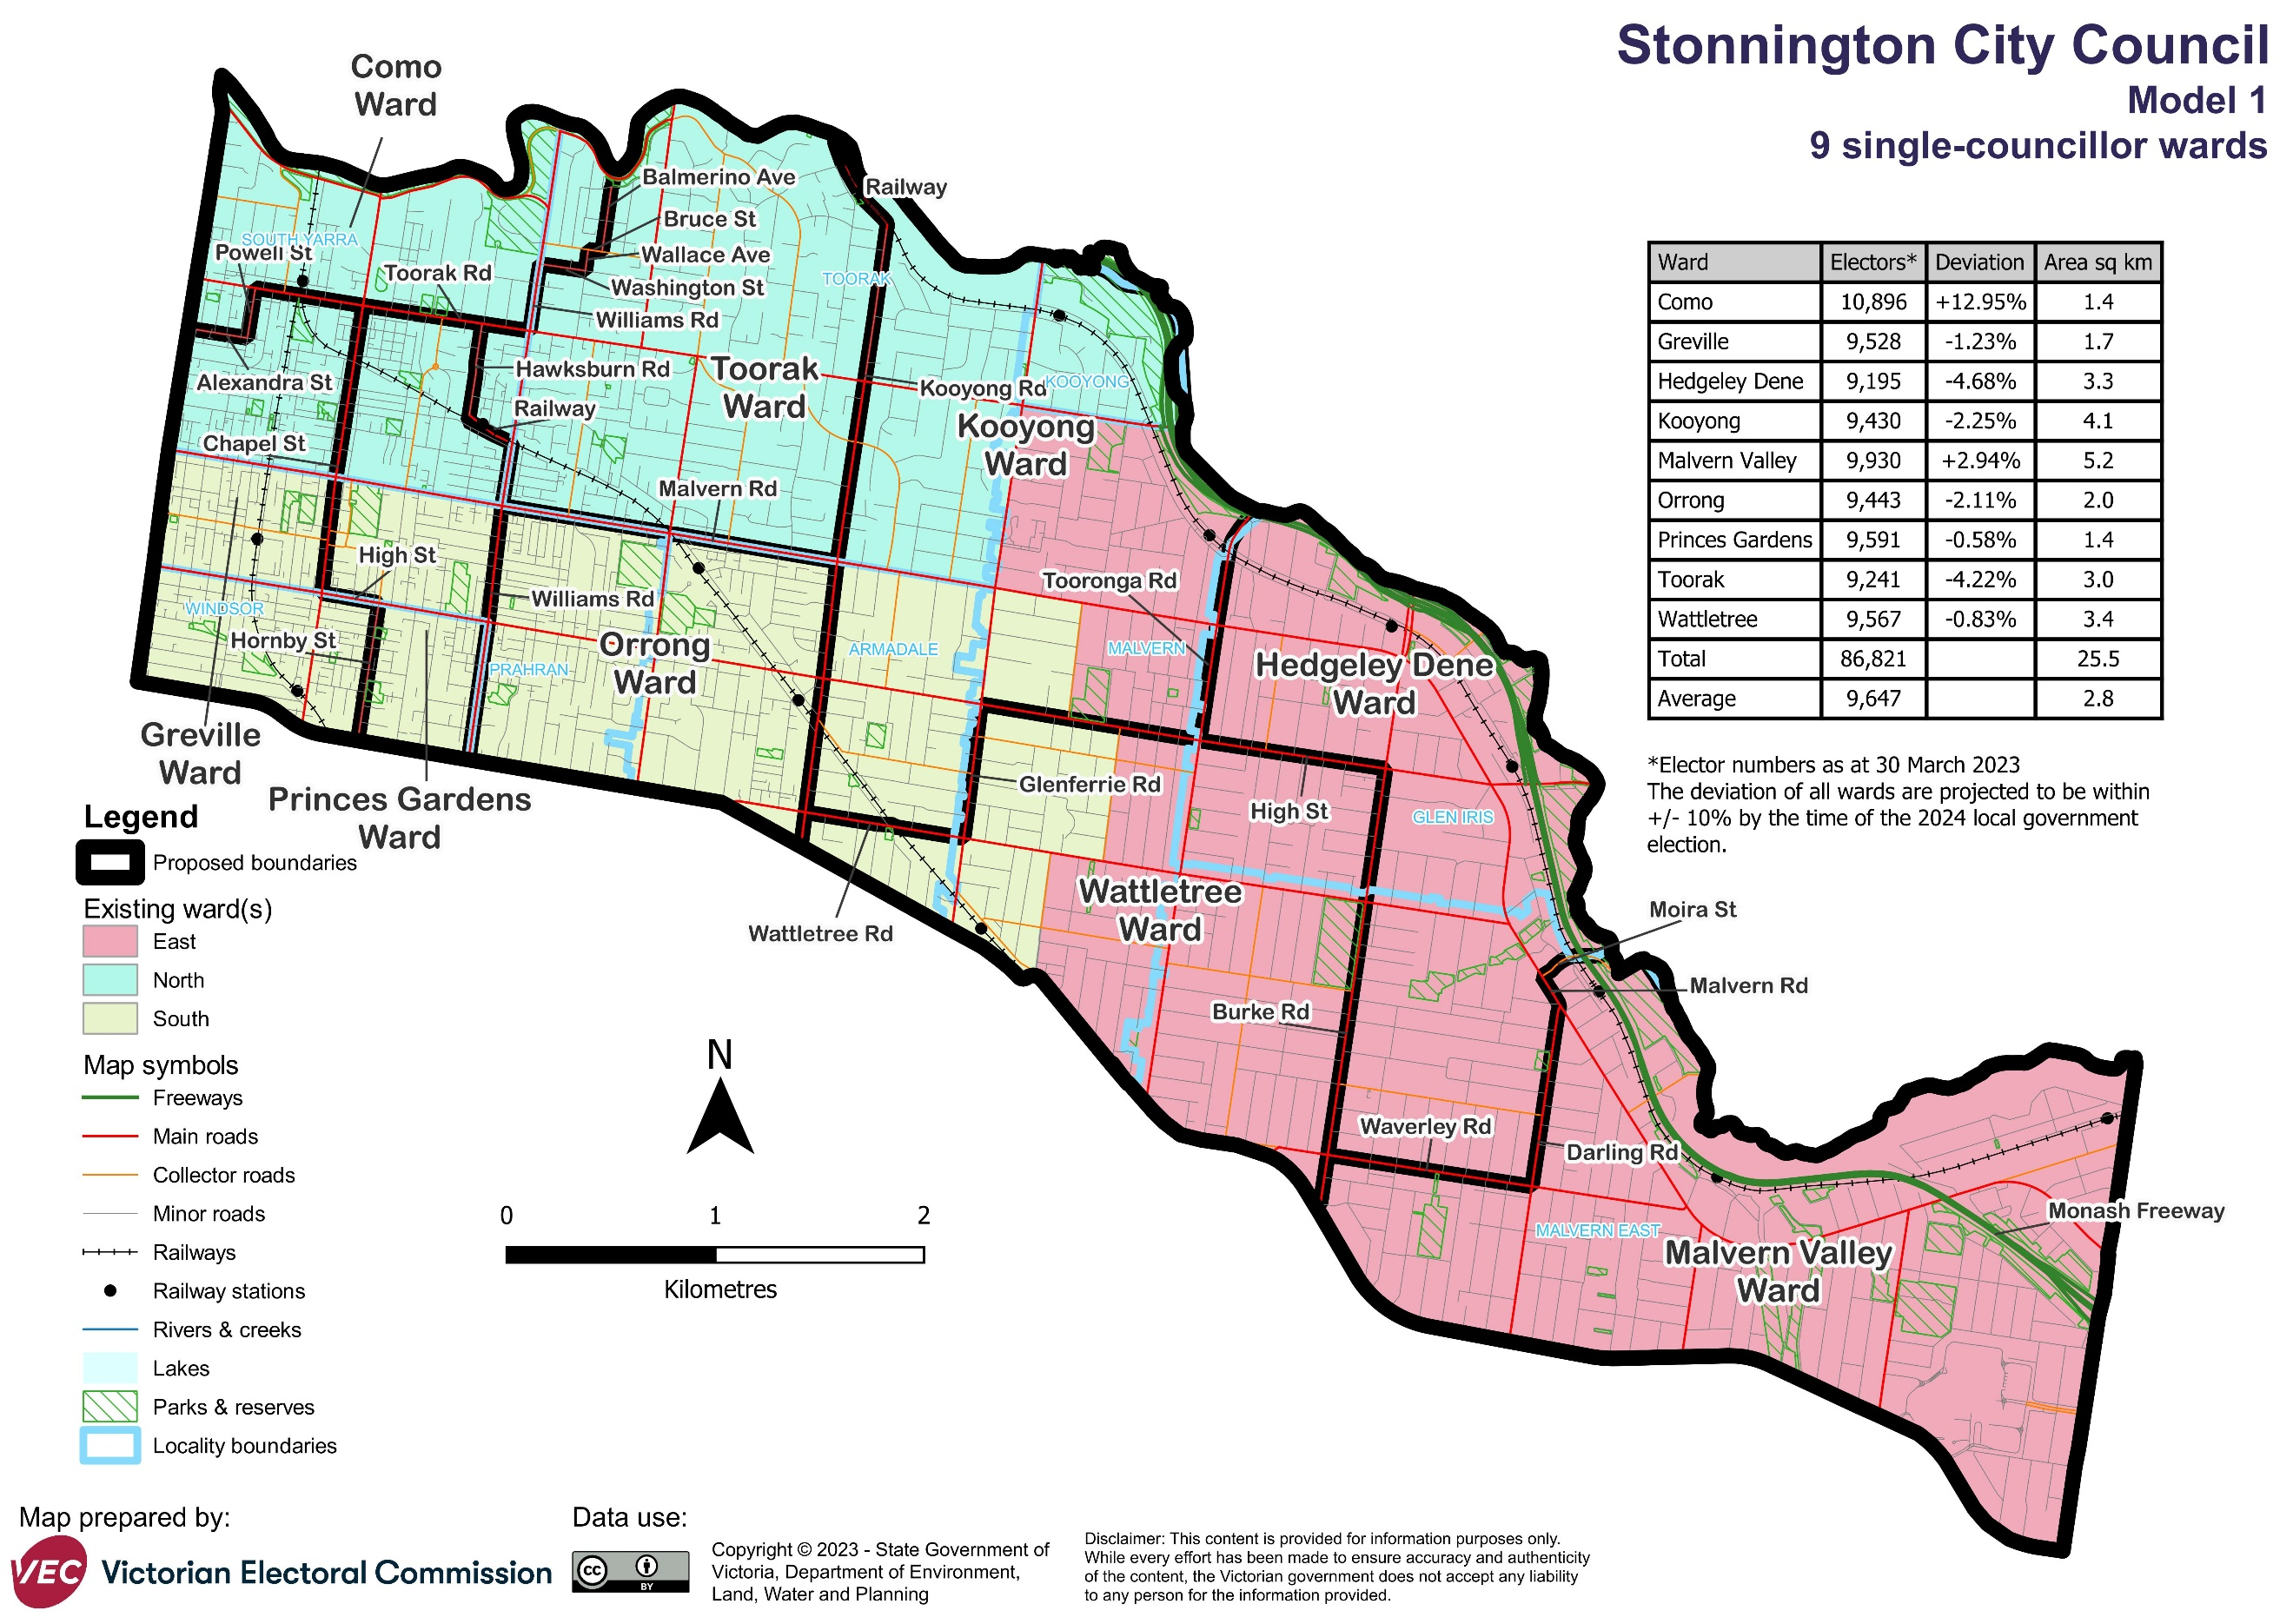 Stonnington City Council
Model 1
9 single-councillor wards
Como
Ward
Balmerino Ave
Railway
Bruce St
SOUTH YARRA
Powell St
Wallace Ave
Toorak Rd
TOORAK
Washington St
Williams Rd
Hawksburn Rd
Toorak
Ward
Alexandra St
Kooyong Rd
KOOYONG
Railway
Kooyong
Ward
Chapel St
Malvern Rd
High St
Tooronga Rd
Williams Rd
WINDSOR
Hornby St
Orrong
Ward
ARMADALE
MALVERN
PRAHRAN
Hedgeley Dene
Ward
Greville
Ward
Princes Gardens
Ward
Glenferrie Rd
High St
GLEN IRIS
Wattletree
Ward
Wattletree Rd
Moira St
Malvern Rd
Burke Rd
Waverley Rd
Darling Rd
Monash Freeway
MALVERN EAST
Malvern Valley
Ward
Ward Electors* Deviation Area sq km
Como 10,896 +12.95% 1.4
Greville 9,528 -1.23% 1.7
Hedgeley Dene 9,195 -4.68% 3.3
Kooyong 9,430 -2.25% 4.1
Malvern Valley 9,930 +2.94% 5.2
Orrong 9,443 -2.11% 2.0
Princes Gardens 9,591 -0.58% 1.4
Toorak 9,241 -4.22% 3.0
Wattletree 9,567 -0.83% 3.4
Total 86,821 25.5
Average 9,647 2.8
*Elector numbers as at 30 March 2023
The deviation of all wards are projected to be within
+/- 10% by the time of the 2024 local government
election.
Legend
Proposed boundaries
Existing ward(s)
East
North
South
Map symbols
Freeways
Main roads
Collector roads
Minor roads
Railways
Railway stations
Rivers & creeks
Lakes
Parks & reserves
Locality boundaries
N
0 1 2
Kilometres
Map prepared by:
VEC Victorian Electoral Commission
Data use:
cc BY
Copyright © 2023 - State Government of
Victoria, Department of Environment,
Land, Water and Planning
Disclaimer: This content is provided for information purposes only.
While every effort has been made to ensure accuracy and authenticity
of the content, the Victorian government does not accept any liability
to any person for the information provided.